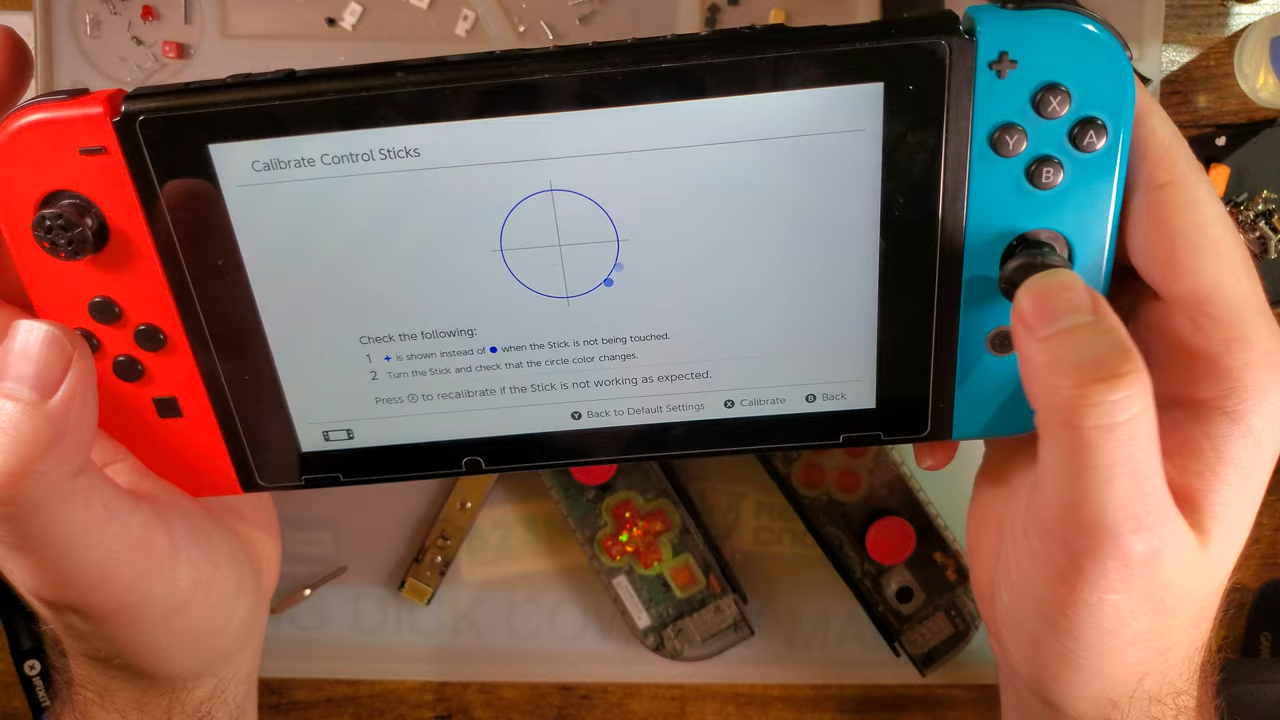 Calibrate Control Sticks
Check the following:
1 + is shown instead of ● when the Stick is not being touched.
2 Turn the Stick and check that the circle color changes.
Press Ⓧ to recalibrate if the Stick is not working as expected.
Y Back to Default Settings X Calibrate B Back
X
Y
A
B
IFIXIT